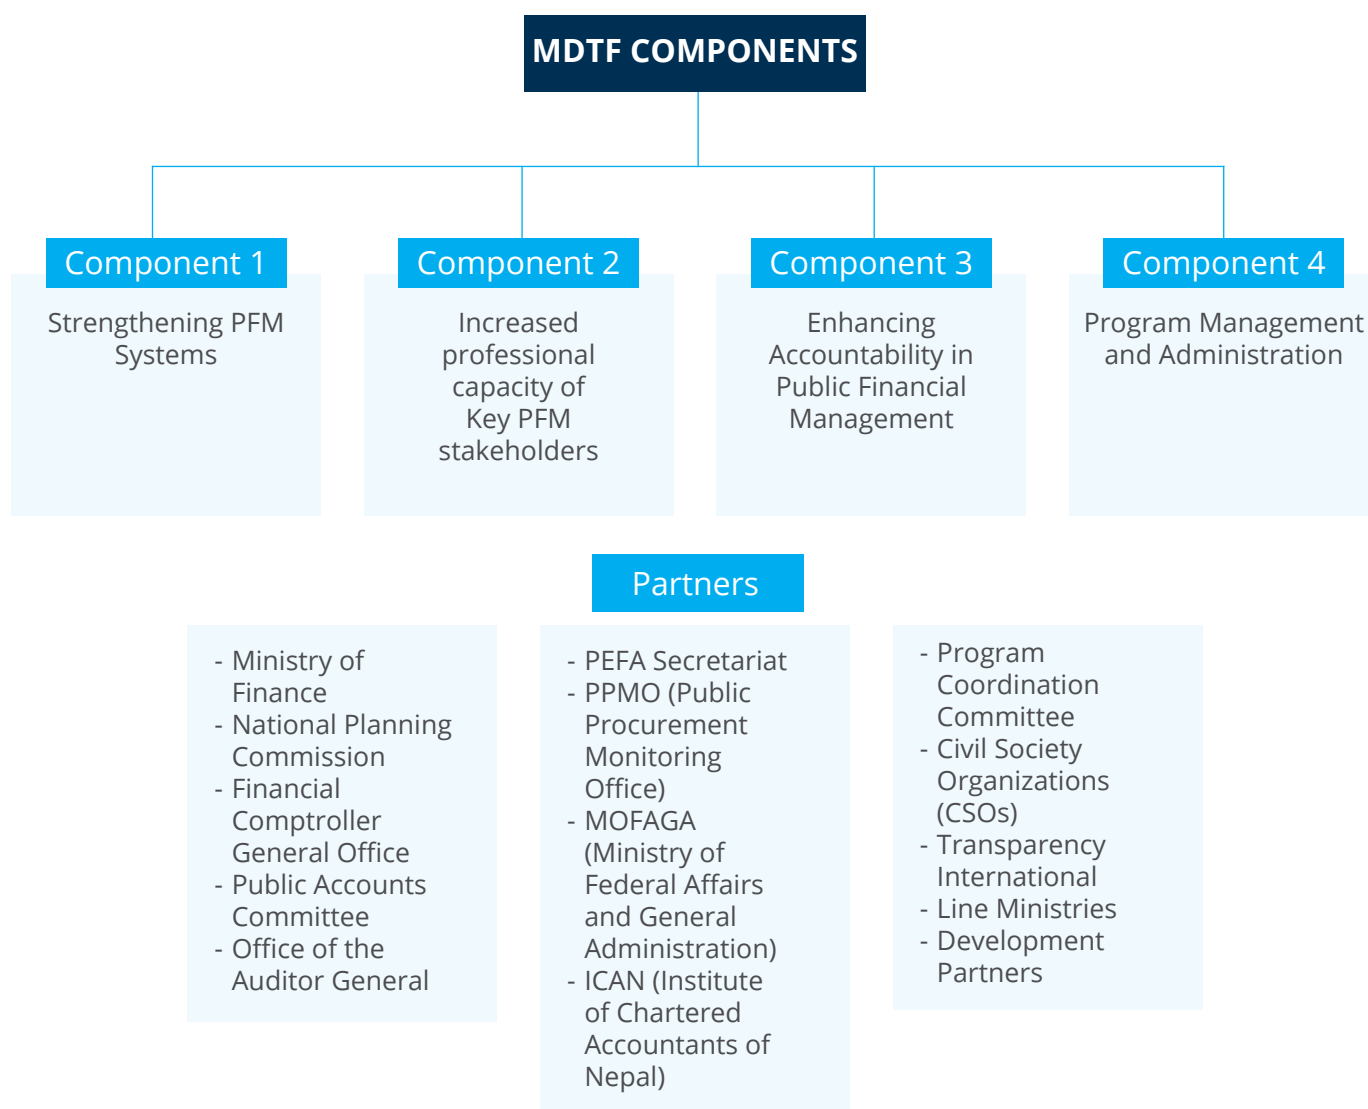 MDTF COMPONENTS
Component 1
Strengthening PFM
Systems
Component 2
Increased
professional
capacity of
Key PFM
stakeholders
Component 3
Enhancing
Accountability in
Public Financial
Management
Component 4
Program Management
and Administration
Partners
- Ministry of
Finance
- National Planning
Commission
- Financial
Comptroller
General Office
- Public Accounts
Committee
- Office of the
Auditor General
- PEFA Secretariat
- PPMO (Public
Procurement
Monitoring
Office)
- MOFAGA
(Ministry of
Federal Affairs
and General
Administration)
- ICAN (Institute
of Chartered
Accountants of
Nepal)
- Program
Coordination
Committee
- Civil Society
Organizations
(CSOs)
- Transparency
International
- Line Ministries
- Development
Partners